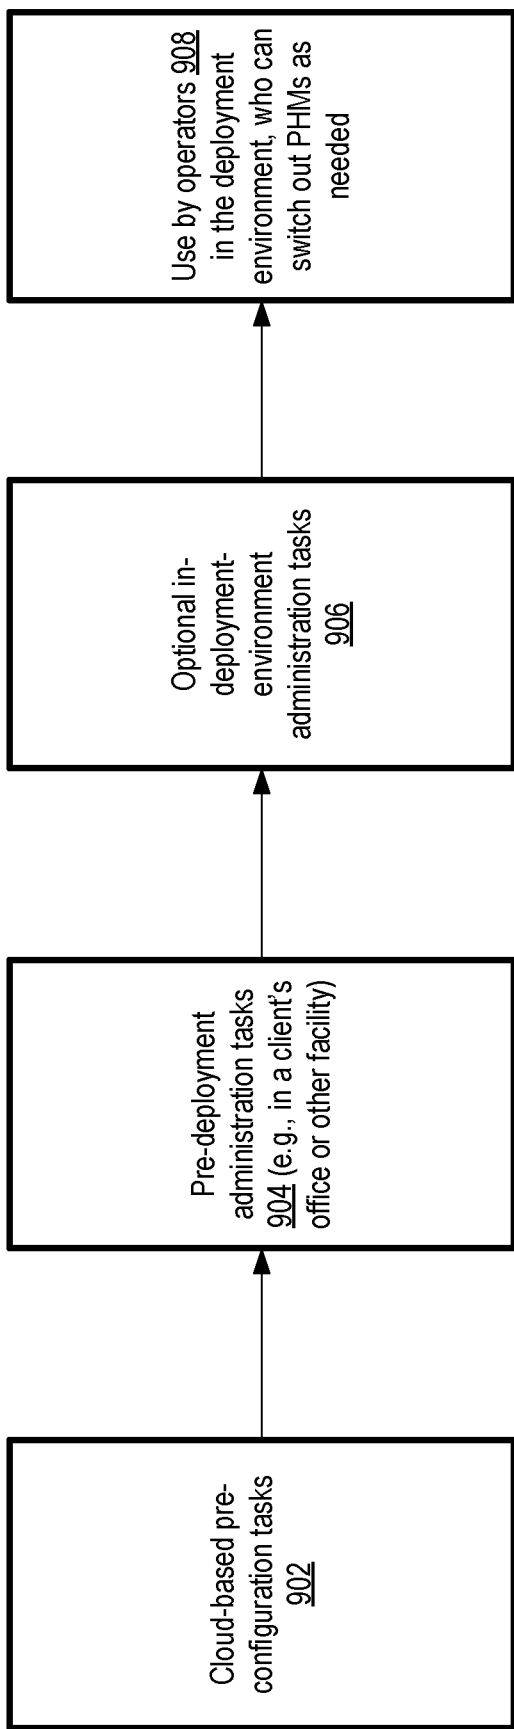 Cloud-based pre-
configuration tasks
902
Pre-deployment
administration tasks
904 (e.g., in a client's
office or other facility)
Optional in-
deployment-
environment
administration tasks
906
Use by operators 908
in the deployment
environment, who can
switch out PHMs as
needed